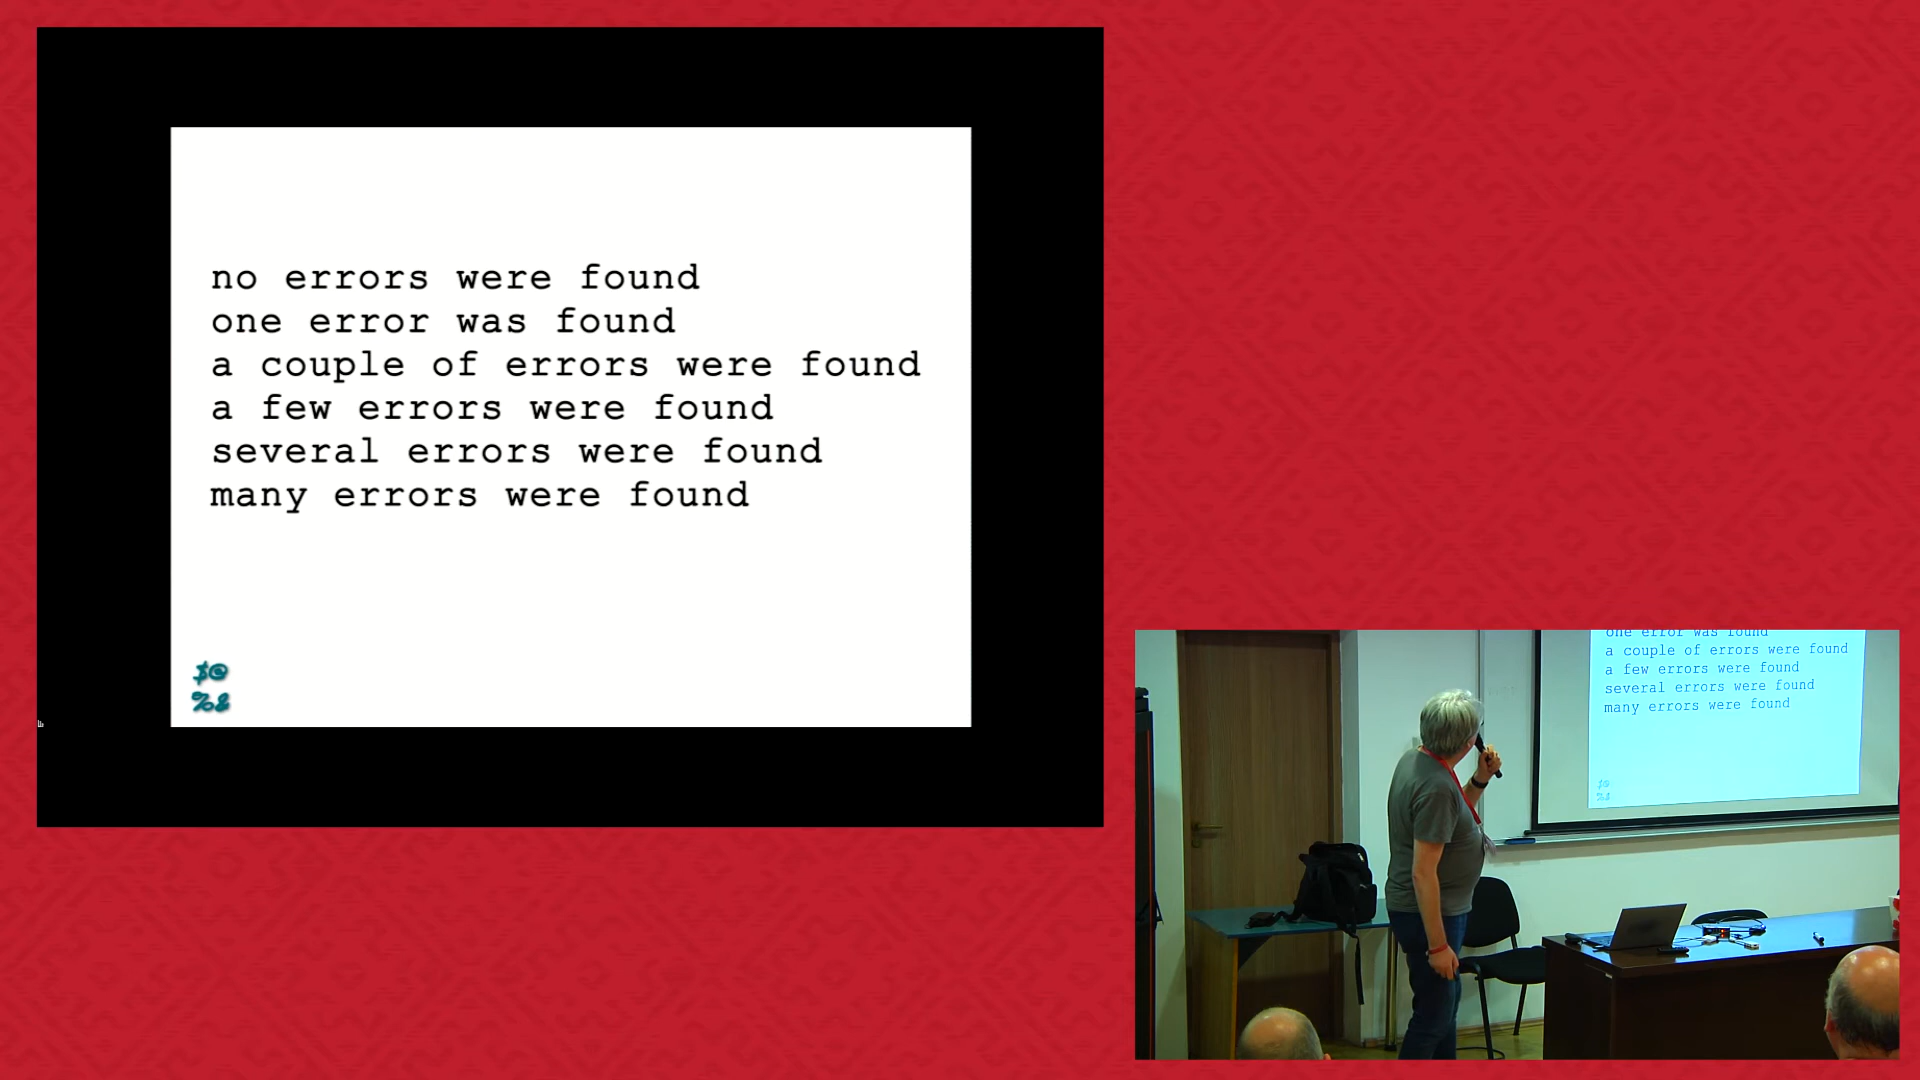 no errors were found
one error was found
a couple of errors were found
a few errors were found
several errors were found
many errors were found
$@
%&
one error was found
a couple of errors were found
a few errors were found
several errors were found
many errors were found
$@
%&